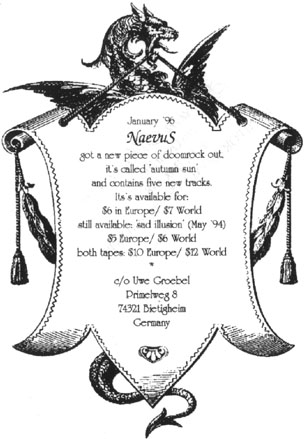 January '96
NaevuS
got a new piece of doomrock out,
it's called 'autumn sun'
and contains five new tracks.
Its's available for:
$6 in Europe/ $7 World
still available: 'sad illusion' (May '94)
$5 Europe/ $6 World
both tapes: $10 Europe/ $12 World
*
c/o Uwe Groebel
Primelweg 8
74321 Bietigheim
Germany